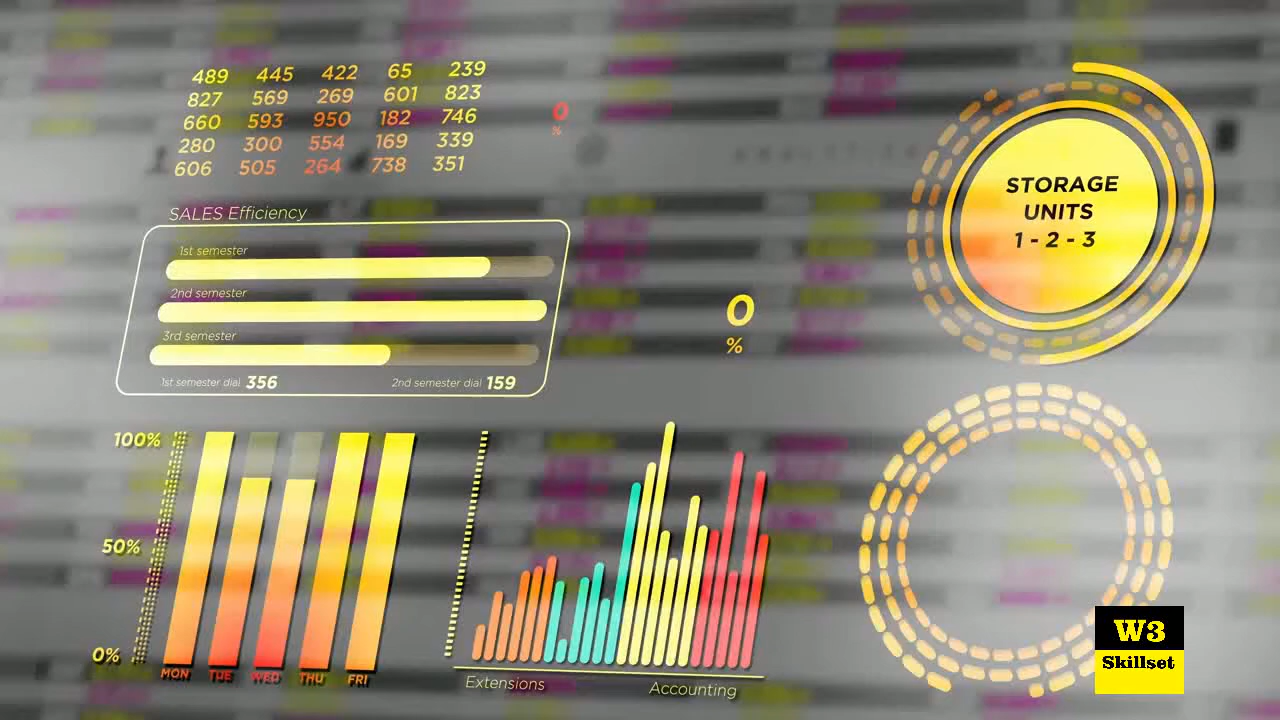 489 445 422 65 239
827 569 269 601 823
660 593 950 182 746
280 300 554 169 339
606 505 264 738 351
0
%
SALES Efficiency
1st semester
2nd semester
3rd semester
1st semester dial 356
2nd semester dial 159
0
%
STORAGE
UNITS
1 - 2 - 3
100%
50%
0%
MON TUE WED THU FRI
Extensions
Accounting
W3
Skillset